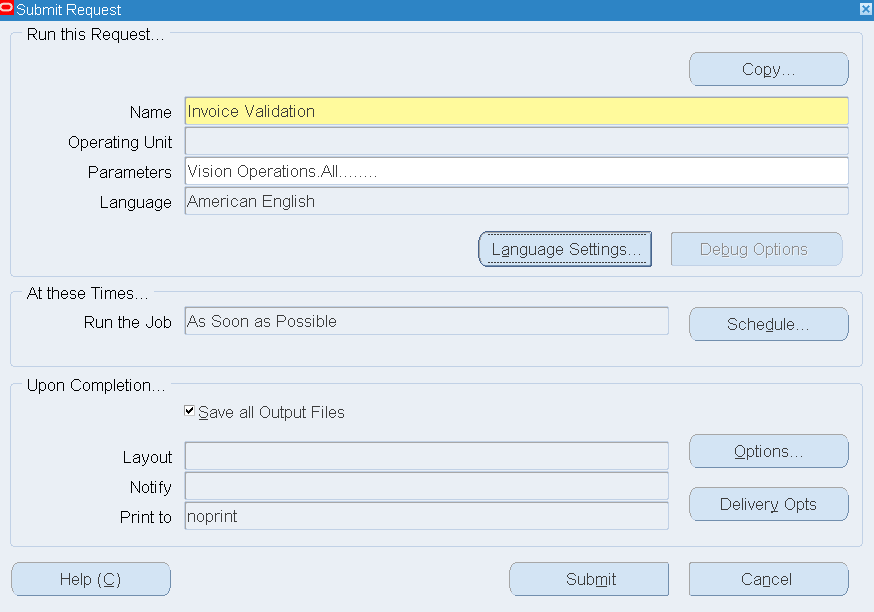 Submit Request
Run this Request...
Copy...
Name Invoice Validation
Operating Unit
Parameters Vision Operations.All........
Language American English
Language Settings... Debug Options
At these Times...
Run the Job As Soon as Possible Schedule...
Upon Completion...
Save all Output Files
Layout Options...
Notify
Print to noprint Delivery Opts
Help (C) Submit Cancel